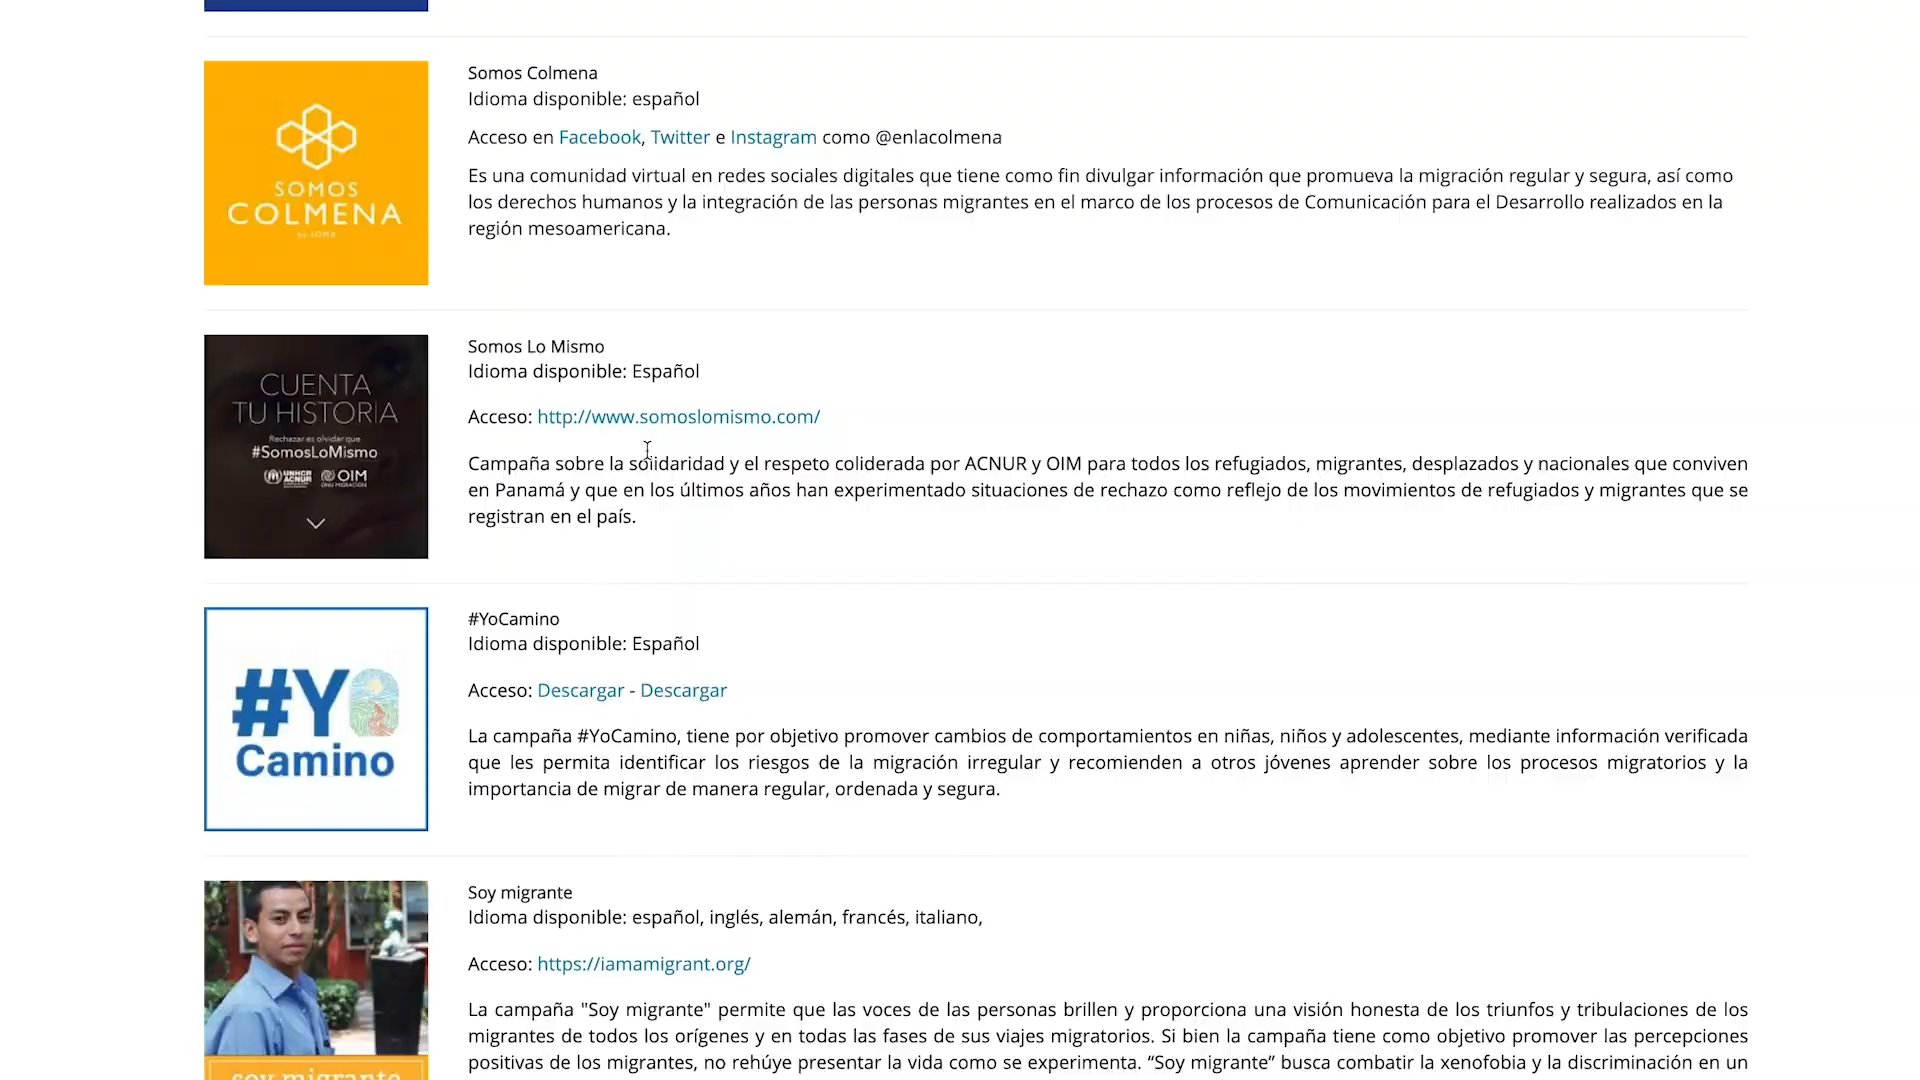 SOMOS
COLMENA
by IOMX
Somos Colmena
Idioma disponible: español
Acceso en Facebook, Twitter e Instagram como @enlacolmena
Es una comunidad virtual en redes sociales digitales que tiene como fin divulgar información que promueva la migración regular y segura, así como
los derechos humanos y la integración de las personas migrantes en el marco de los procesos de Comunicación para el Desarrollo realizados en la
región mesoamericana.
CUENTA
TU HISTORIA
Rechazar es olvidar que
#SomosLoMismo
UNHCR
ACNUR
OIM
ONU MIGRACIÓN
Somos Lo Mismo
Idioma disponible: Español
Acceso: http://www.somoslomismo.com/
Campaña sobre la solidaridad y el respeto coliderada por ACNUR y OIM para todos los refugiados, migrantes, desplazados y nacionales que conviven
en Panamá y que en los últimos años han experimentado situaciones de rechazo como reflejo de los movimientos de refugiados y migrantes que se
registran en el país.
#YO
Camino
#YoCamino
Idioma disponible: Español
Acceso: Descargar - Descargar
La campaña #YoCamino, tiene por objetivo promover cambios de comportamientos en niñas, niños y adolescentes, mediante información verificada
que les permita identificar los riesgos de la migración irregular y recomienden a otros jóvenes aprender sobre los procesos migratorios y la
importancia de migrar de manera regular, ordenada y segura.
soy migrante
Soy migrante
Idioma disponible: español, inglés, alemán, francés, italiano,
Acceso: https://iamamigrant.org/
La campaña "Soy migrante" permite que las voces de las personas brillen y proporciona una visión honesta de los triunfos y tribulaciones de los
migrantes de todos los orígenes y en todas las fases de sus viajes migratorios. Si bien la campaña tiene como objetivo promover las percepciones
positivas de los migrantes, no rehúye presentar la vida como se experimenta. “Soy migrante” busca combatir la xenofobia y la discriminación en un